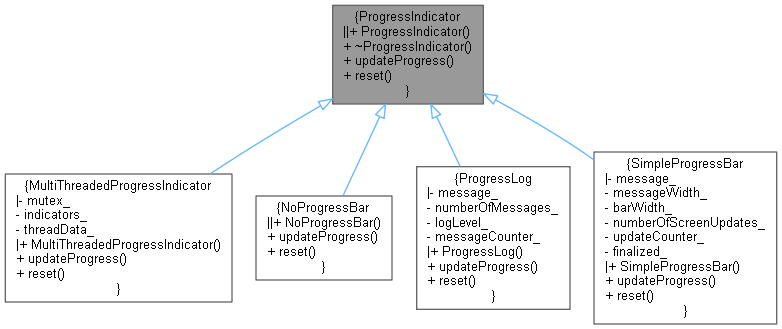 {ProgressIndicator
||+ ProgressIndicator()
+ ~ProgressIndicator()
+ updateProgress()
+ reset()
}
{MultiThreadedProgressIndicator
|- mutex_
- indicators_
- threadData_
|+ MultiThreadedProgressIndicator()
+ updateProgress()
+ reset()
}
{NoProgressBar
||+ NoProgressBar()
+ updateProgress()
+ reset()
}
{ProgressLog
|- message_
- numberOfMessages_
- logLevel_
- messageCounter_
|+ ProgressLog()
+ updateProgress()
+ reset()
}
{SimpleProgressBar
|- message_
- messageWidth_
- barWidth_
- numberOfScreenUpdates_
- updateCounter_
- finalized_
|+ SimpleProgressBar()
+ updateProgress()
+ reset()
}